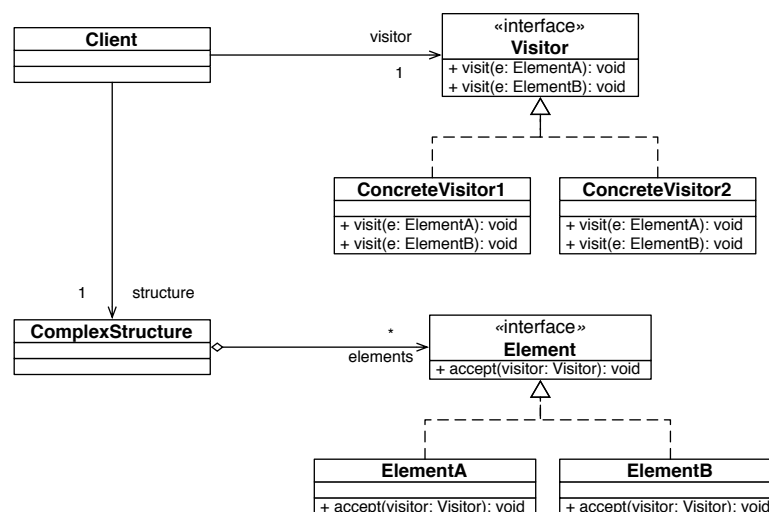 Client
visitor
1
«interface»
Visitor
+ visit(e: ElementA): void
+ visit(e: ElementB): void
ConcreteVisitor1
+ visit(e: ElementA): void
+ visit(e: ElementB): void
ConcreteVisitor2
+ visit(e: ElementA): void
+ visit(e: ElementB): void
1 structure
ComplexStructure
*
elements
«interface»
Element
+ accept(visitor: Visitor): void
ElementA
+ accept(visitor: Visitor): void
ElementB
+ accept(visitor: Visitor): void